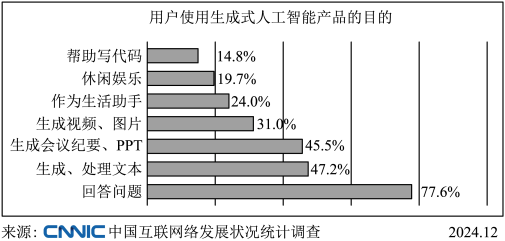 用户使用生成式人工智能产品的目的
帮助写代码 14.8%
休闲娱乐 19.7%
作为生活助手 24.0%
生成视频、图片 31.0%
生成会议纪要、PPT 45.5%
生成、处理文本 47.2%
回答问题 77.6%
来源: CNNIC 中国互联网络发展状况统计调查 2024.12